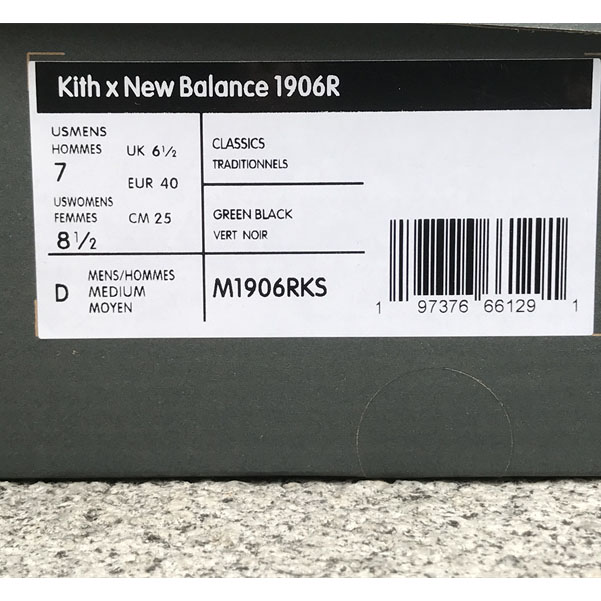 Kith x New Balance 1906R
USMENS
HOMMES
7
UK 6½
EUR 40
USWOMENS
FEMMES
8½
CM 25
CLASSICS
TRADITIONNELS
GREEN BLACK
VERT NOIR
D
MENS/HOMMES
MEDIUM
MOYEN
M1906RKS
1 97376 66129 1